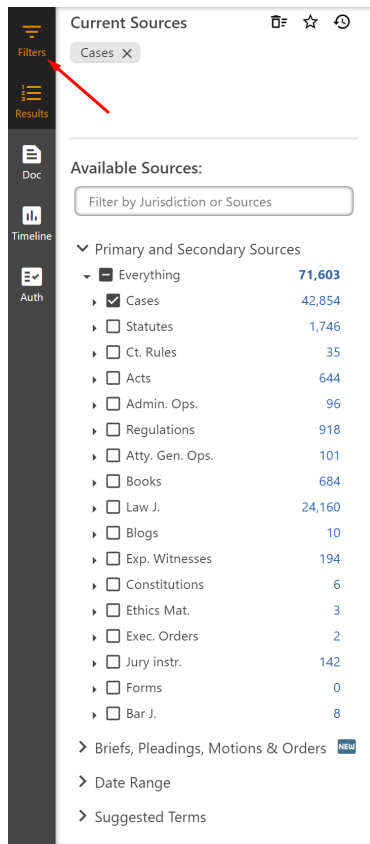 Current Sources
Filters
Cases
Results
Doc
Available Sources:
Filter by Jurisdiction or Sources
Timeline
Primary and Secondary Sources
Everything 71,603
Auth
Cases 42,854
Statutes 1,746
Ct. Rules 35
Acts 644
Admin. Ops. 96
Regulations 918
Atty. Gen. Ops. 101
Books 684
Law J. 24,160
Blogs 10
Exp. Witnesses 194
Constitutions 6
Ethics Mat. 3
Exec. Orders 2
Jury instr. 142
Forms 0
Bar J. 8
Briefs, Pleadings, Motions & Orders NEW
Date Range
Suggested Terms